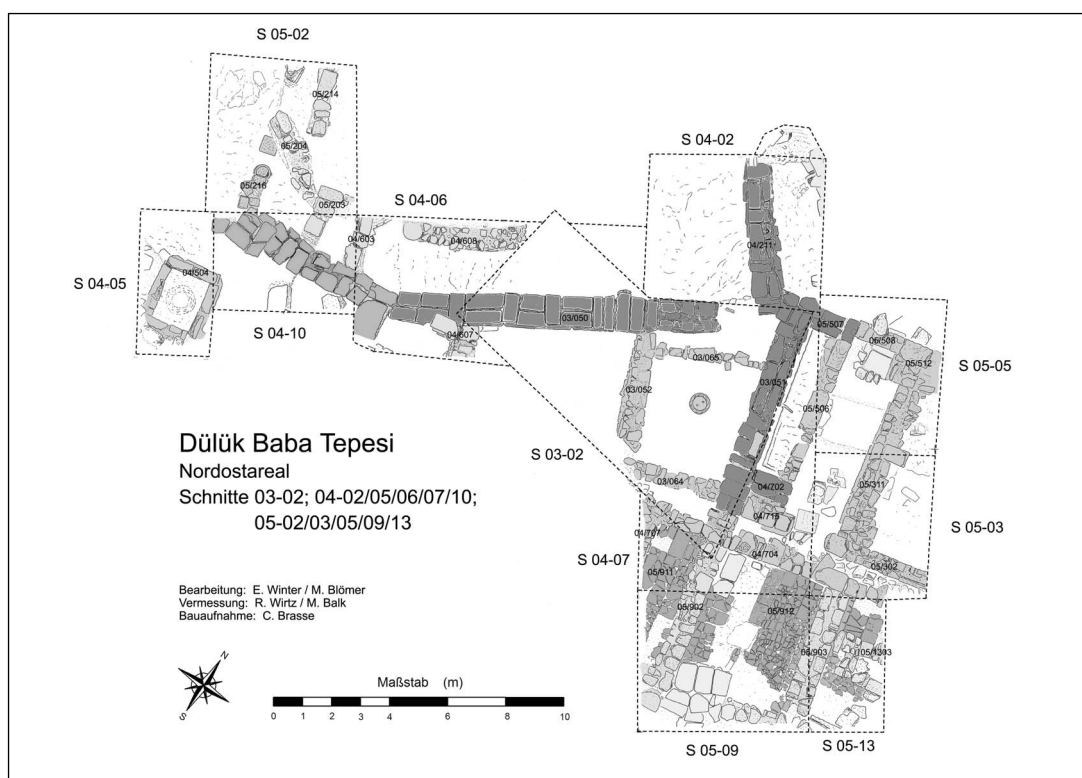 S 05-02
05/214
05/204
S 04-02
05/216
05/203
S 04-06
04/603
04/608
04/211
04/504
S 04-05
S 04-10
03/050
04/607
05/507
05/508
05/512
S 05-05
03/065
03/051
03/052
05/506
Dülük Baba Tepesi
Nordostareal
Schnitte 03-02; 04-02/05/06/07/10;
05-02/03/05/09/13
S 03-02
03/064
04/702
05/311
04/715
S 05-03
04/707
04/704
S 04-07
05/911
05/302
Bearbeitung: E. Winter / M. Blömer
Vermessung: R. Wirtz / M. Balk
Bauaufnahme: C. Brasse
05/902
05/912
05/903
05/1303
N
S
Maßstab (m)
0 1 2 3 4 6 8 10
S 05-09
S 05-13